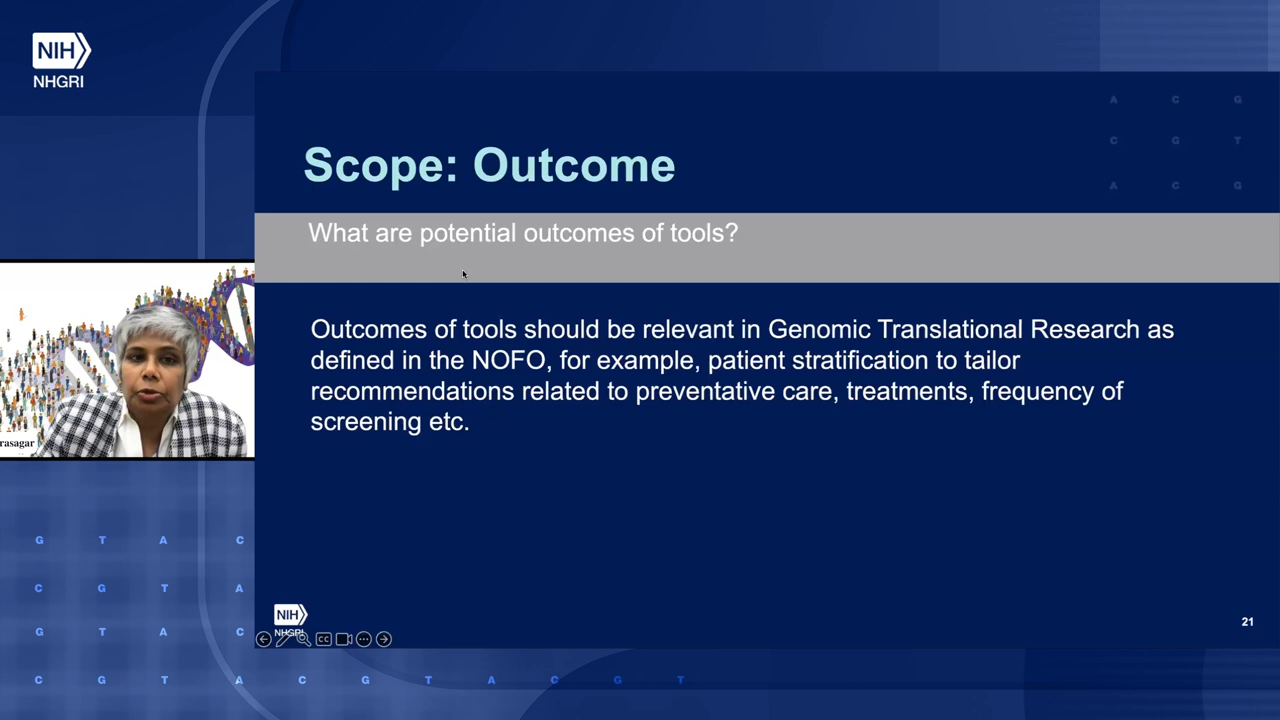 NIH
NHGRI
A C G
C G T
A C G
Scope: Outcome
What are potential outcomes of tools?
Outcomes of tools should be relevant in Genomic Translational Research as
defined in the NOFO, for example, patient stratification to tailor
recommendations related to preventative care, treatments, frequency of
screening etc.
rasagar
G T A C
C G T A
G T A C
C G T A C G T A C G T
NIH
NHGRI
CC
21